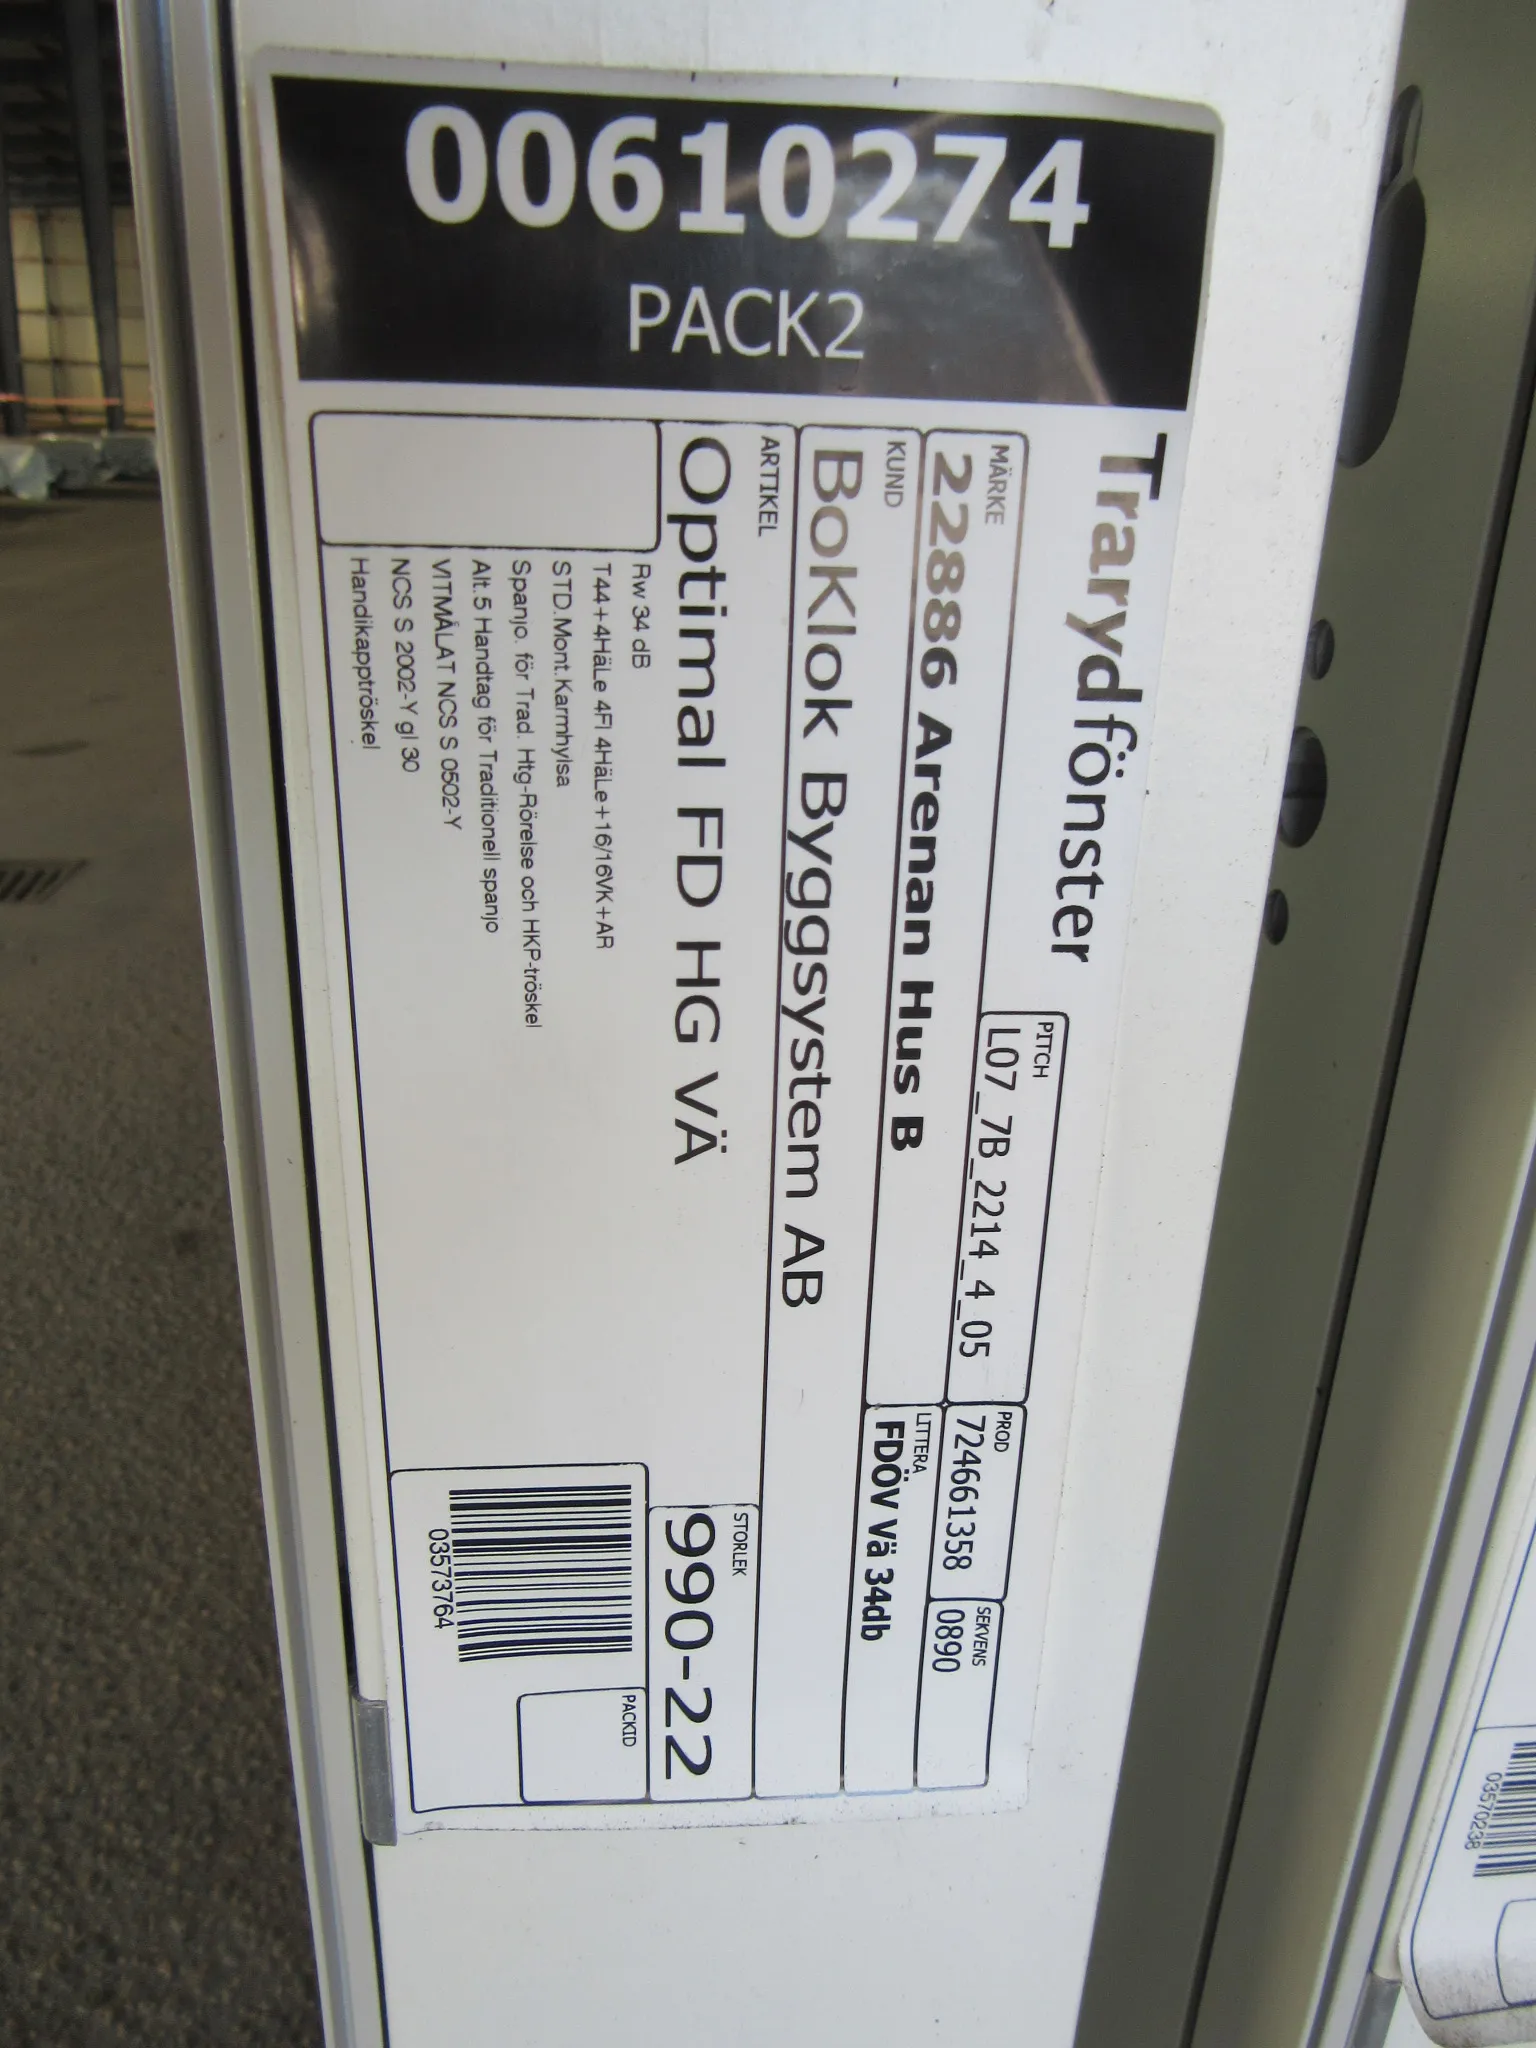 00610274
PACK2
Trarydfönster
PITCH
L07_7B_2214_4_05
PROD
724661358
SEKVENS
0890
MÄRKE
22886 Arenan Hus B
LITTERA
FDÖV Vä 34db
KUND
BoKlok Byggsystem AB
ARTIKEL
Optimal FD HG VÄ
STORLEK
990-22
Rw 34 dB
T44+4HäLe 4Fl 4HäLe+16/16VK+AR
STD.Mont.Karmhylsa
Spanjo. för Trad. Htg-Rörelse och HKP-tröskel
Alt.5 Handtag för Traditionell spanjo
VITMÅLAT NCS S 0502-Y
NCS S 2002-Y gl 30
Handikapptröskel
03573764
PACKID
03570238